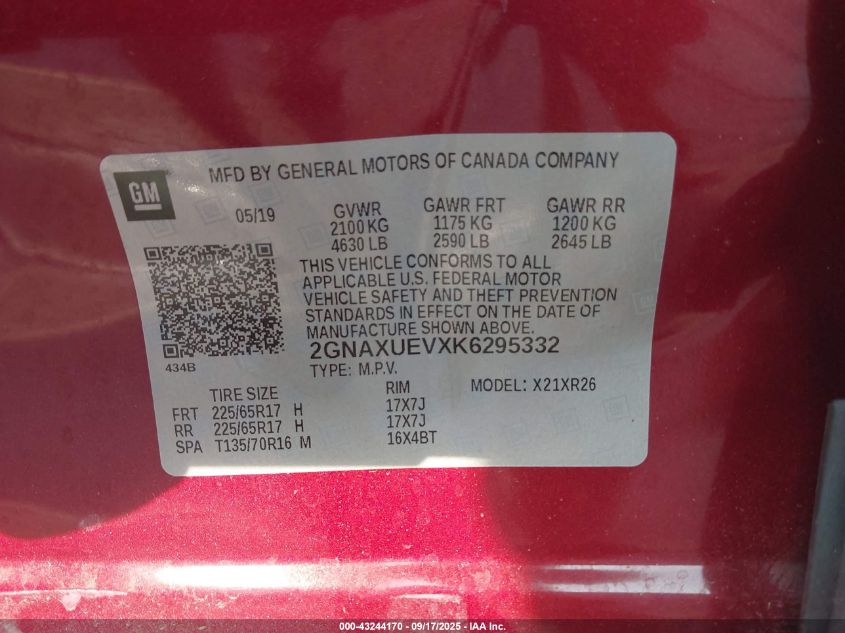 MFD BY GENERAL MOTORS OF CANADA COMPANY
GM
05/19 GVWR GAWR FRT GAWR RR
2100 KG 1175 KG 1200 KG
4630 LB 2590 LB 2645 LB
THIS VEHICLE CONFORMS TO ALL
APPLICABLE U.S. FEDERAL MOTOR
VEHICLE SAFETY AND THEFT PREVENTION
STANDARDS IN EFFECT ON THE DATE OF
MANUFACTURE SHOWN ABOVE.
434B
2GNAXUEVXK6295332
TYPE: M.P.V. MODEL: X21XR26
TIRE SIZE RIM
FRT 225/65R17 H 17X7J
RR 225/65R17 H 17X7J
SPA T135/70R16 M 16X4BT
000-43244170 - 09/17/2025 - IAA Inc.